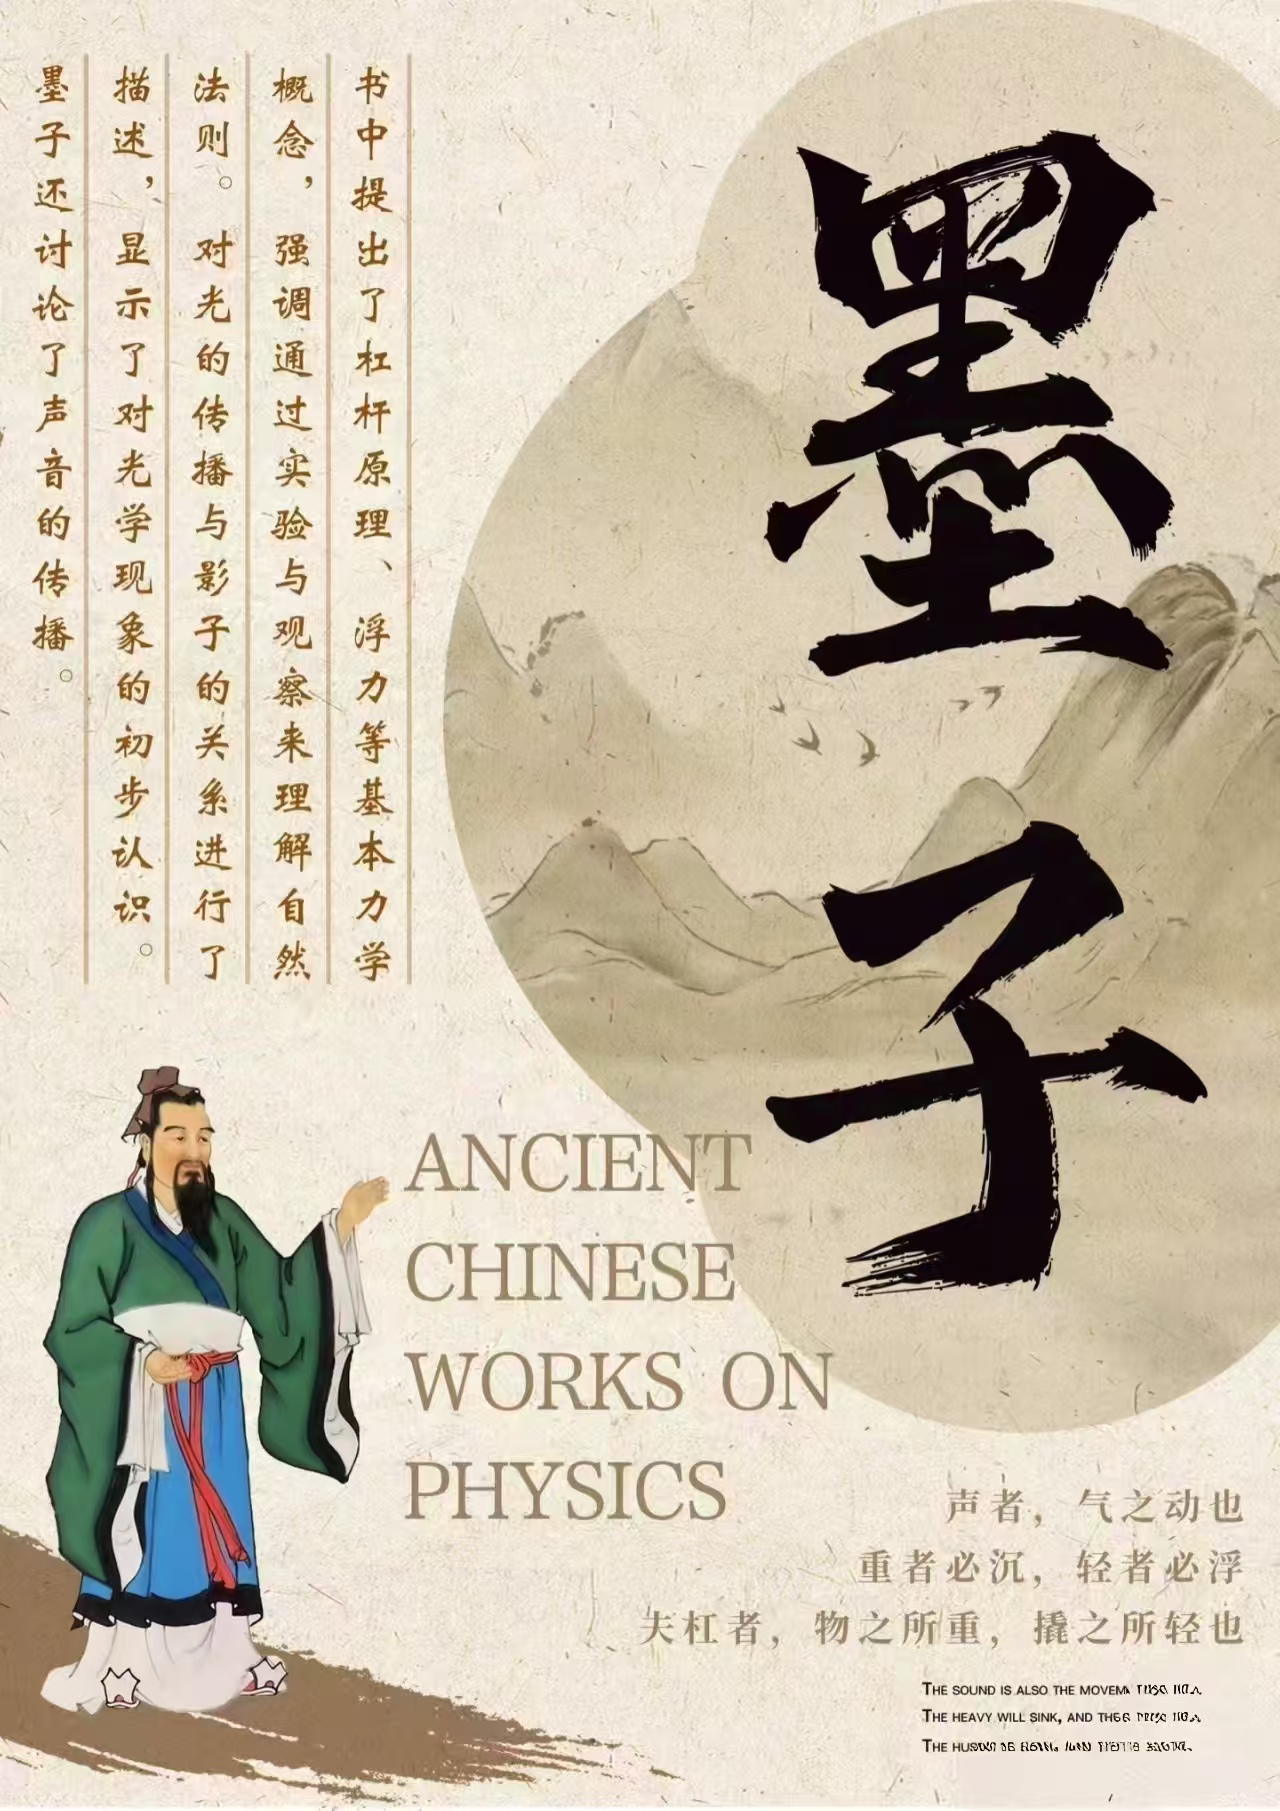 墨子
书中提出了杠杆原理、浮力等基本力学
概念，强调通过实验与观察来理解自然
法则。对光的传播与影子的关系进行了
描述，显示了对光学现象的初步认识。
墨子还讨论了声音的传播。
ANCIENT
CHINESE
WORKS ON
PHYSICS
声者，气之动也
重者必沉，轻者必浮
夫杠者，物之所重，撬之所轻也
THE SOUND IS ALSO THE
THE HEAVY WILL SINK, AND
THE